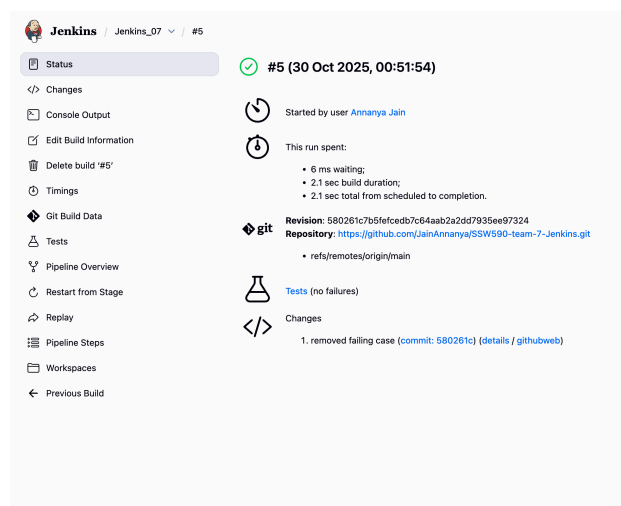 Jenkins / Jenkins_07 / #5
Status
Changes
Console Output
Edit Build Information
Delete build ‘#5’
Timings
Git Build Data
Tests
Pipeline Overview
Restart from Stage
Replay
Pipeline Steps
Workspaces
Previous Build
#5 (30 Oct 2025, 00:51:54)
Started by user Annanya Jain
This run spent:
• 6 ms waiting;
• 2.1 sec build duration;
• 2.1 sec total from scheduled to completion.
git
Revision: 580261c7b5fefcedb7c64aab2a2dd7935ee97324
Repository: https://github.com/JainAnnanya/SSW590-team-7-Jenkins.git
• refs/remotes/origin/main
Tests (no failures)
Changes
1. removed failing case (commit: 580261c) (details / githubweb)